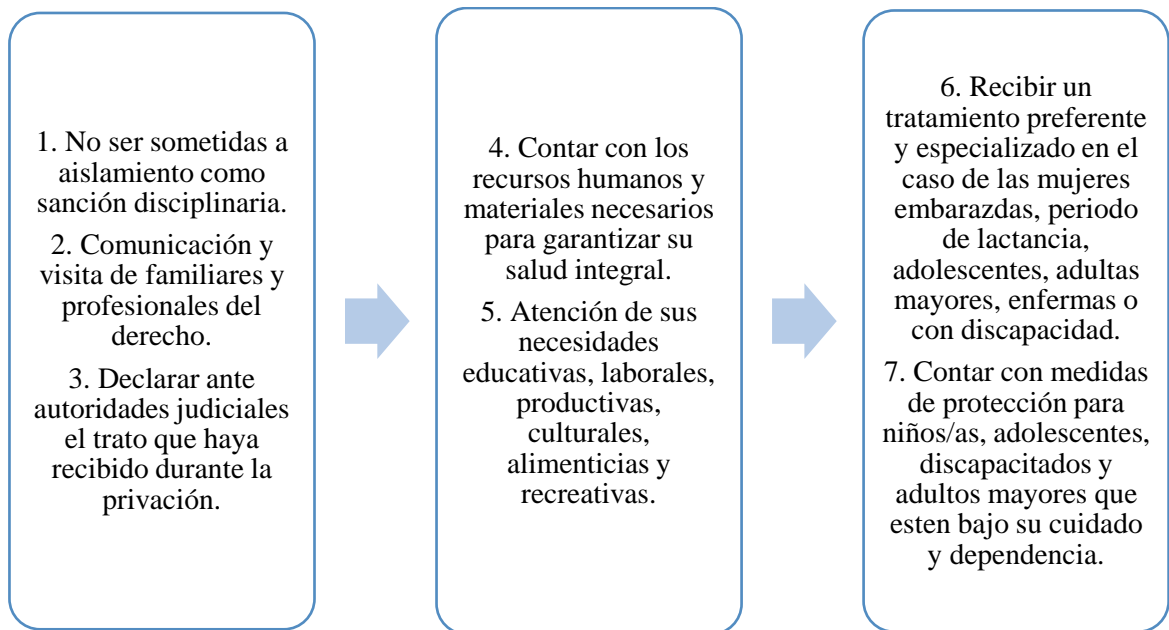 1. No ser sometidas a
aislamiento como
sanción disciplinaria.
2. Comunicación y
visita de familiares y
profesionales del
derecho.
3. Declarar ante
autoridades judiciales
el trato que haya
recibido durante la
privación.
4. Contar con los
recursos humanos y
materiales necesarios
para garantizar su
salud integral.
5. Atención de sus
necesidades
educativas, laborales,
productivas,
culturales,
alimenticias y
recreativas.
6. Recibir un
tratamiento preferente
y especializado en el
caso de las mujeres
embarazdas, periodo
de lactancia,
adolescentes, adultas
mayores, enfermas o
con discapacidad.
7. Contar con medidas
de protección para
niños/as, adolescentes,
discapacitados y
adultos mayores que
esten bajo su cuidado
y dependencia.